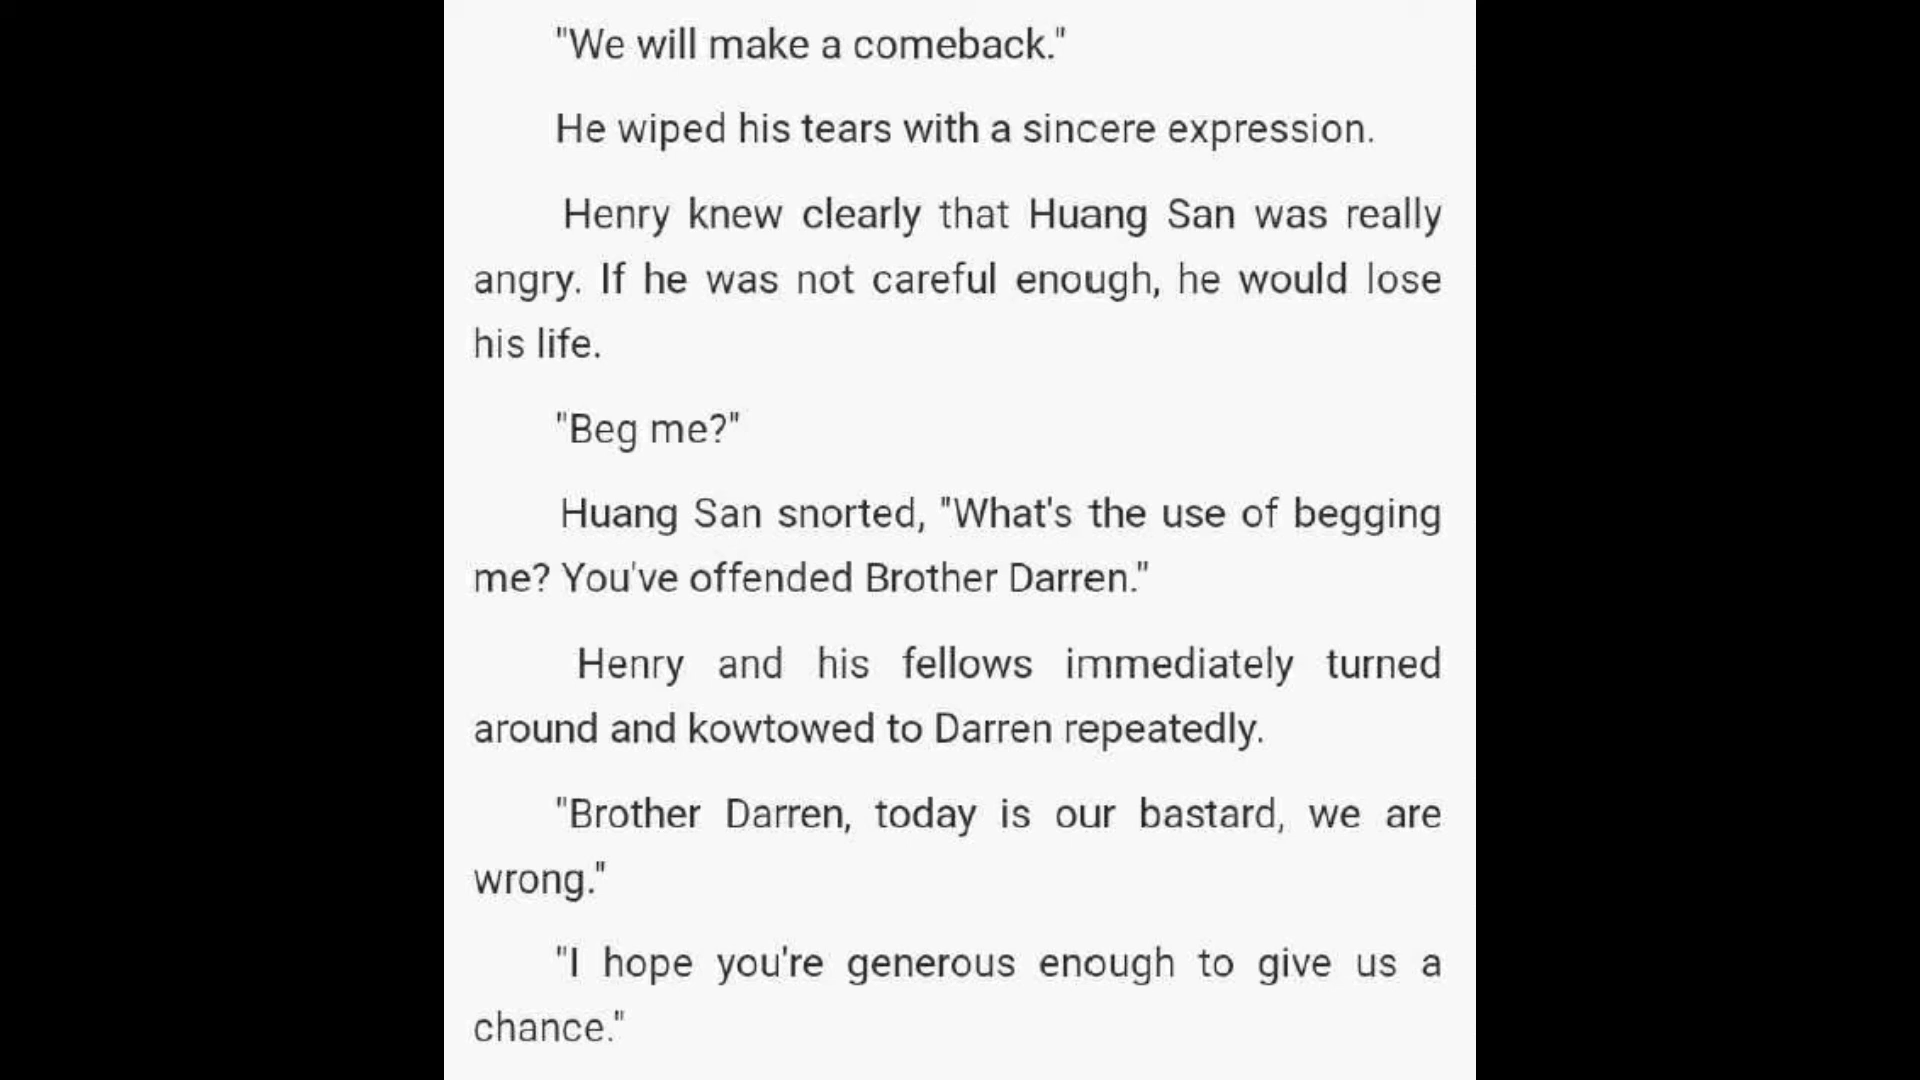 "We will make a comeback."
He wiped his tears with a sincere expression.
Henry knew clearly that Huang San was really
angry. If he was not careful enough, he would lose
his life.
"Beg me?"
Huang San snorted, "What's the use of begging
me? You've offended Brother Darren."
Henry and his fellows immediately turned
around and kowtowed to Darren repeatedly.
"Brother Darren, today is our bastard, we are
wrong."
"I hope you're generous enough to give us a
chance."